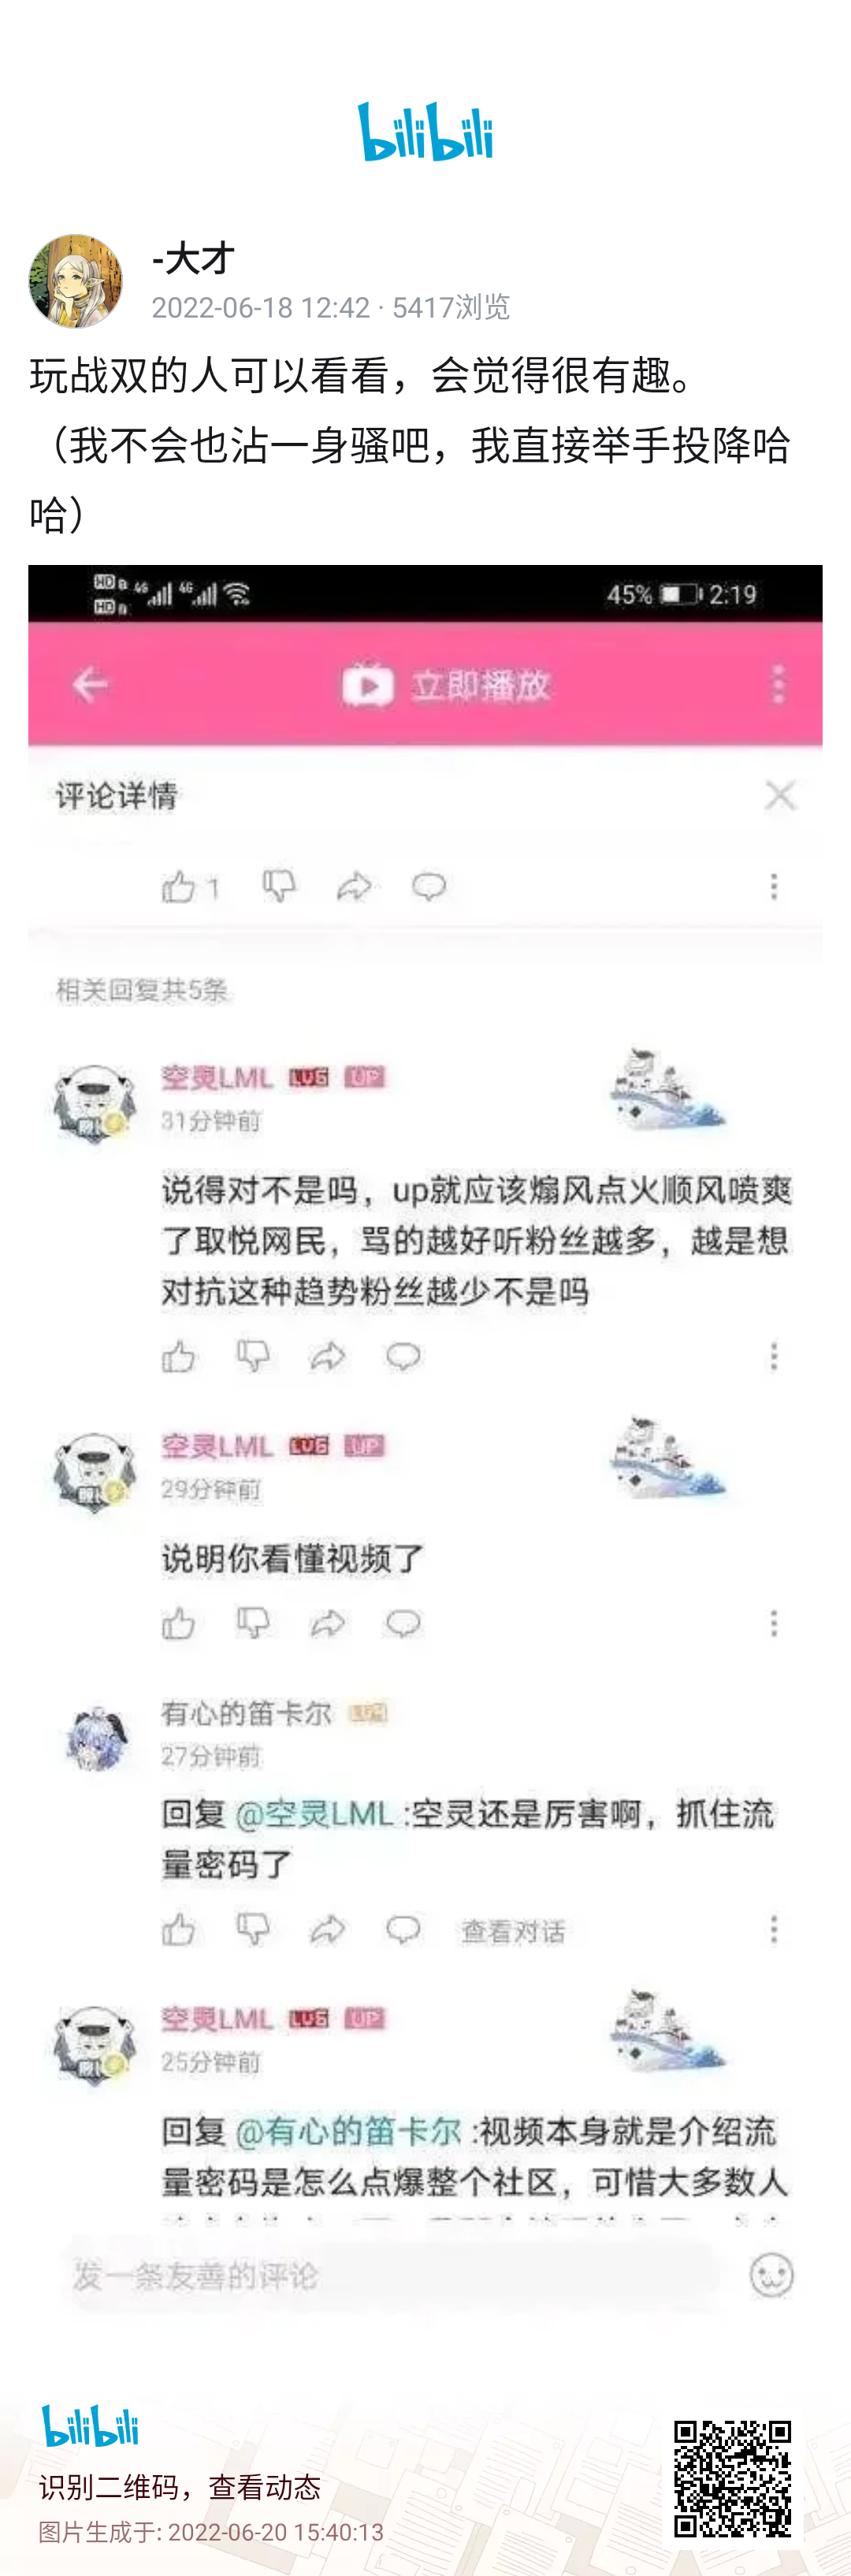 bilibili
-大才
2022-06-18 12:42 · 5417浏览
玩战双的人可以看看，会觉得很有趣。
（我不会也沾一身骚吧，我直接举手投降哈
哈）
HD 4G 4G 45% 2:19
HD
立即播放
评论详情
1
相关回复共5条
空灵LML LV6 UP
31分钟前
说得对不是吗，up就应该煽风点火顺风喷爽
了取悦网民，骂的越好听粉丝越多，越是想
对抗这种趋势粉丝越少不是吗
空灵LML LV6 UP
29分钟前
说明你看懂视频了
有心的笛卡尔 LV4
27分钟前
回复 @空灵LML :空灵还是厉害啊，抓住流
量密码了
查看对话
空灵LML LV6 UP
25分钟前
回复 @有心的笛卡尔 :视频本身就是介绍流
量密码是怎么点爆整个社区，可惜大多数人
发一条友善的评论
bilibili
识别二维码，查看动态
图片生成于: 2022-06-20 15:40:13